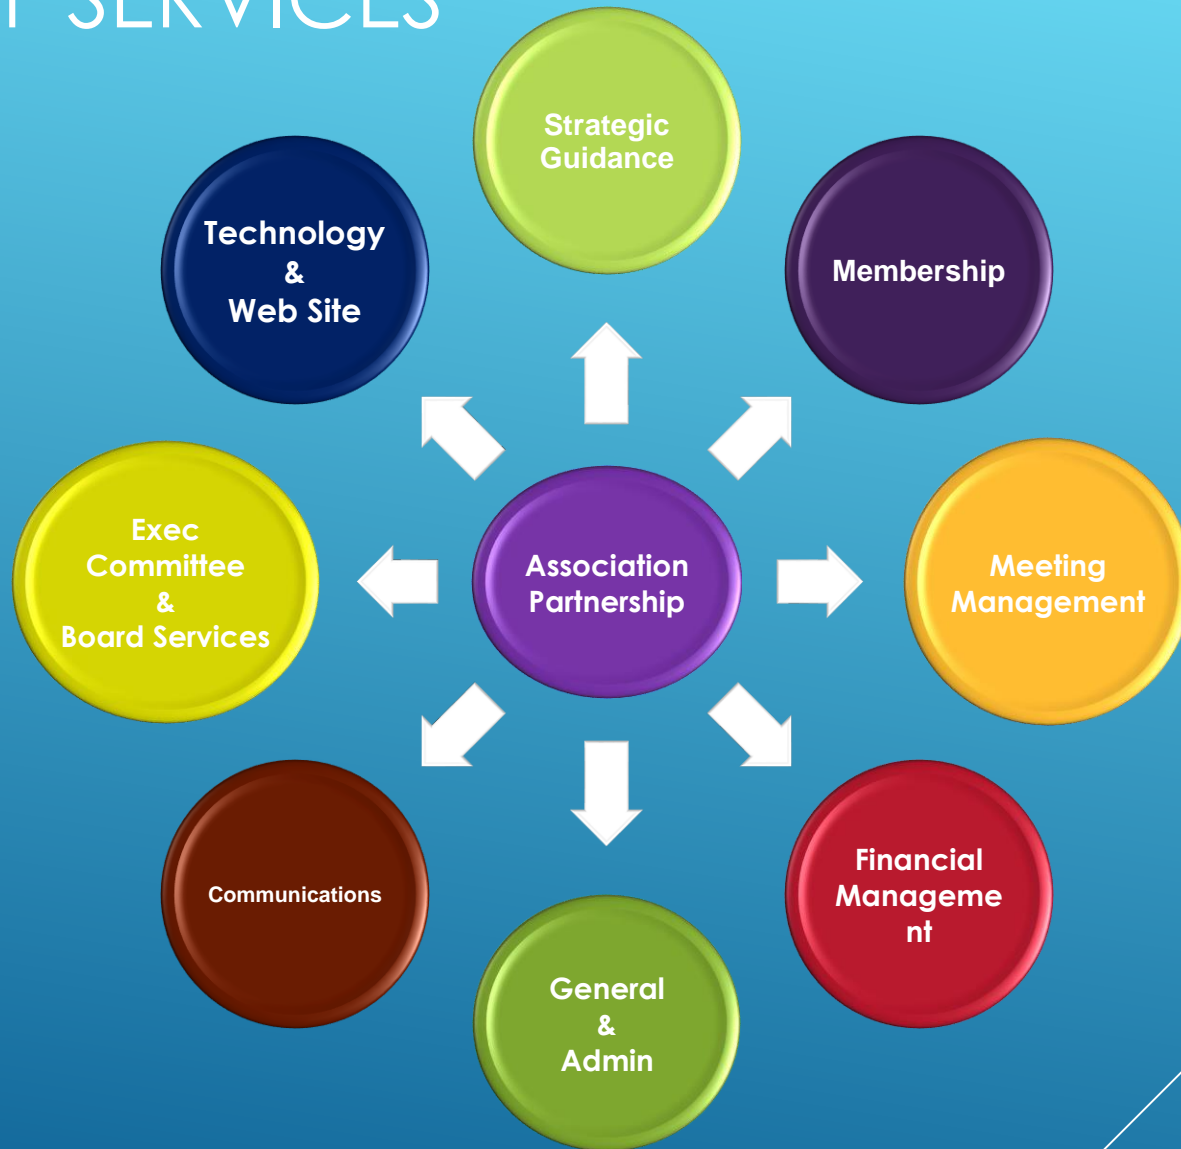 SERVICES
Strategic
Guidance
Technology
&
Web Site
Membership
Exec
Committee
&
Board Services
Association
Partnership
Meeting
Management
Communications
Financial
Manageme
nt
General
&
Admin